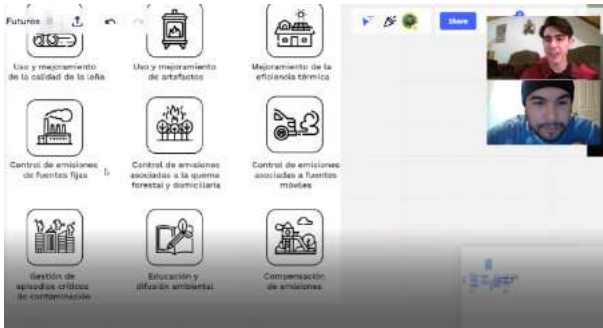 Futuros
Share
Uso y mejoramiento
de la calidad de la leña
Uso y mejoramiento
de artefactos
Mejoramiento de la
eficiencia térmica
Control de emisiones
de fuentes fijas
Control de emisiones
asociadas a la quema
forestal y domiciliaria
Control de emisiones
asociadas a fuentes
móviles
Gestión de
episodios críticos
de contaminación
Educación y
difusión ambiental
Compensación
de emisiones